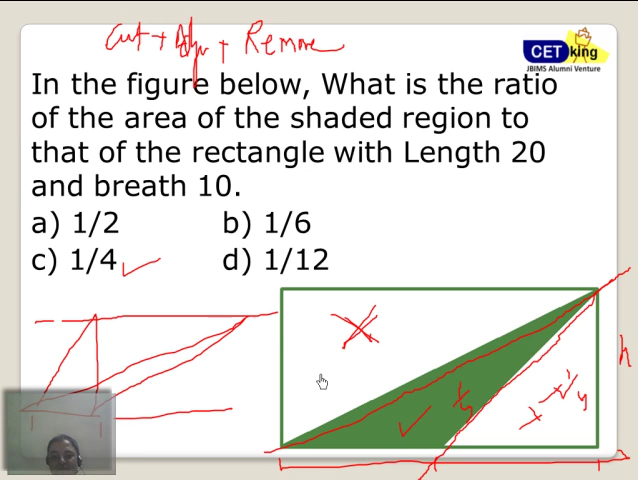 Cut + Adju + Remove
CET king
JBIMS Alumni Venture
In the figure below, What is the ratio
of the area of the shaded region to
that of the rectangle with Length 20
and breath 10.
a) 1/2 b) 1/6
c) 1/4 d) 1/12
h